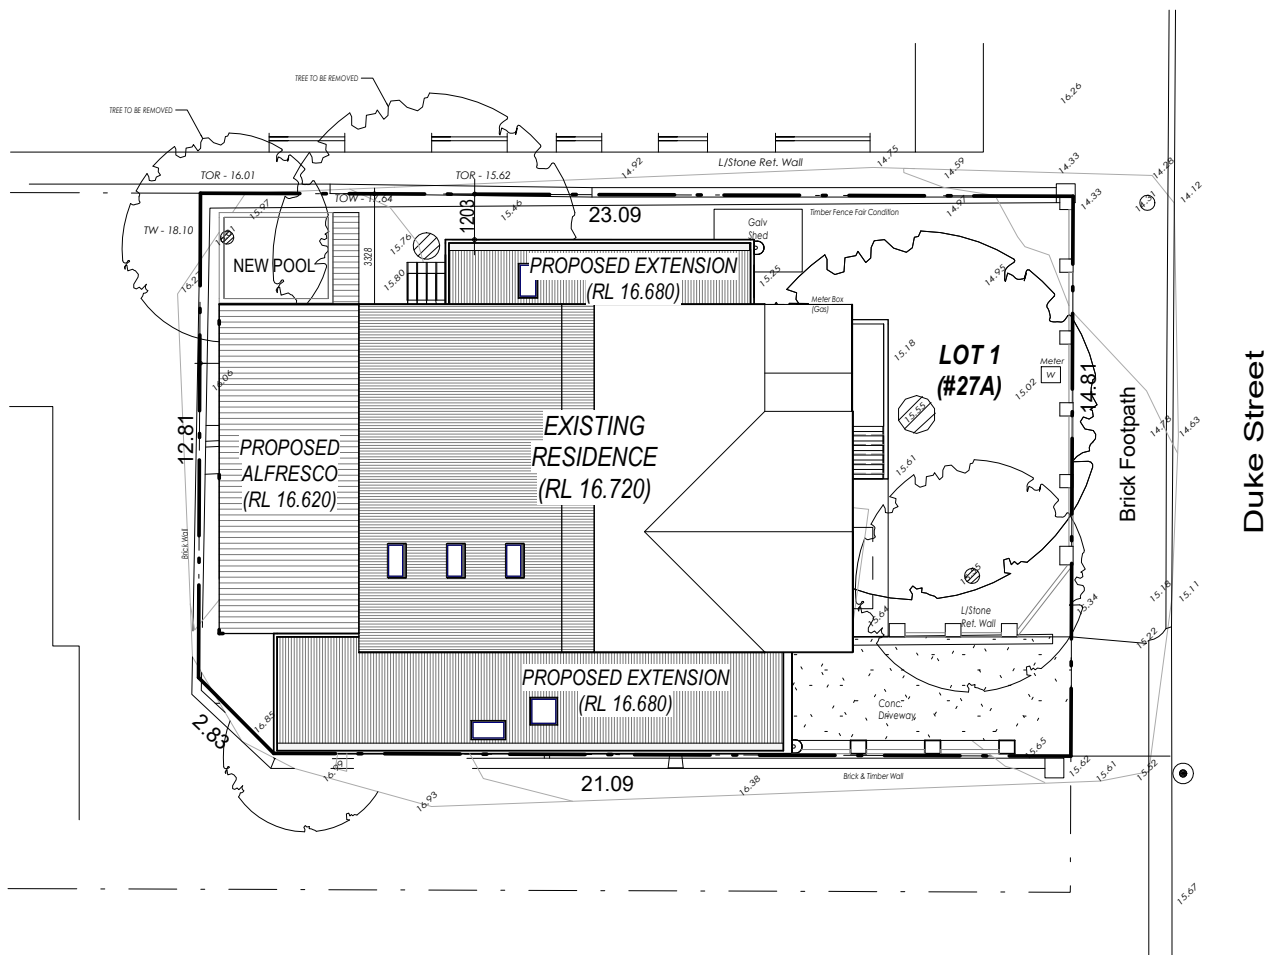 TREE TO BE REMOVED
TREE TO BE REMOVED
16.26
L/Stone Ret. Wall
14.92
14.75
14.59
14.33
14.28
14.12
14.31
14.33
TOR - 16.01
TOR - 15.62
TOW - 17.64
15.97
1203
15.46
23.09
Timber Fence Fair Condition
14.97
TW - 18.10
Galv
Shed
15.76
3328
NEW POOL
15.80
PROPOSED EXTENSION
(RL 16.680)
15.25
14.95
Meter Box
(Gas)
15.18
LOT 1
(#27A)
Meter
W
15.02
14.81
16.06
12.81
PROPOSED
ALFRESCO
(RL 16.620)
EXISTING
RESIDENCE
(RL 16.720)
15.55
15.61
14.78
14.63
Brick Footpath
Duke Street
Brick Wall
15.64
L/Stone
Ret. Wall
15.34
15.18
15.11
15.22
PROPOSED EXTENSION
(RL 16.680)
Conc.
Driveway
16.85
2.83
15.65
15.62
15.61
15.52
16.93
21.09
16.38
Brick & Timber Wall
15.67